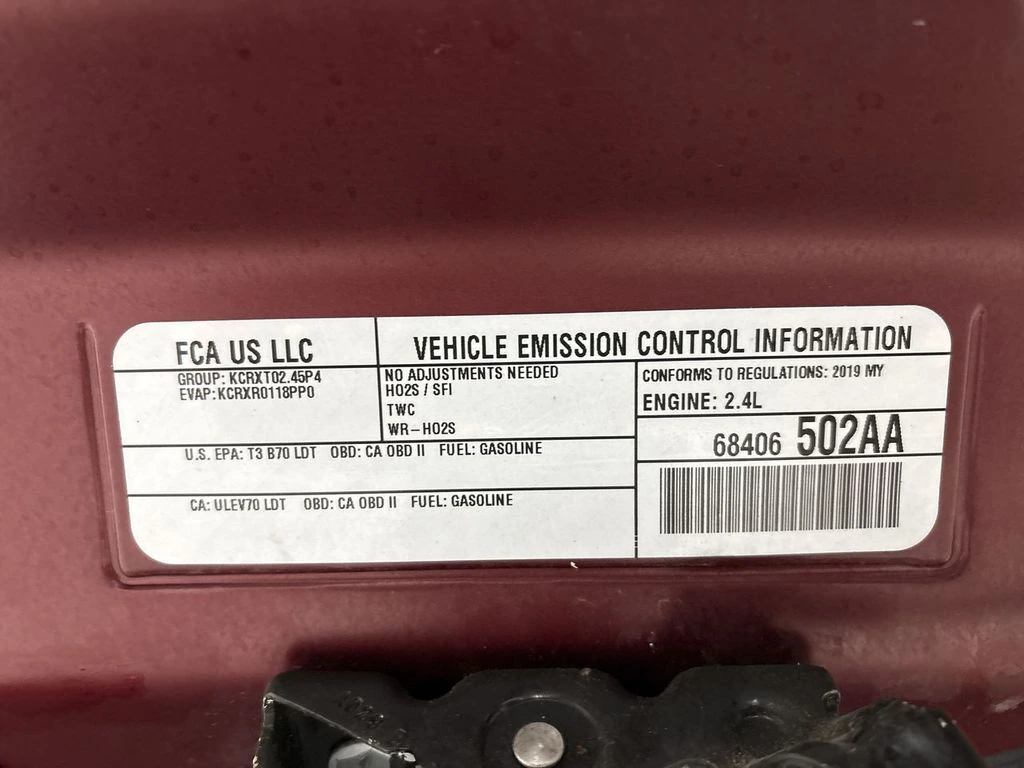 FCA US LLC
VEHICLE EMISSION CONTROL INFORMATION
GROUP: KCRXT02.45P4
EVAP: KCRXR0118PP0
NO ADJUSTMENTS NEEDED
HO2S / SFI
TWC
WR-HO2S
CONFORMS TO REGULATIONS: 2019 MY
ENGINE: 2.4L
68406 502AA
U.S. EPA: T3 B70 LDT OBD: CA OBD II FUEL: GASOLINE
CA: ULEV70 LDT OBD: CA OBD II FUEL: GASOLINE